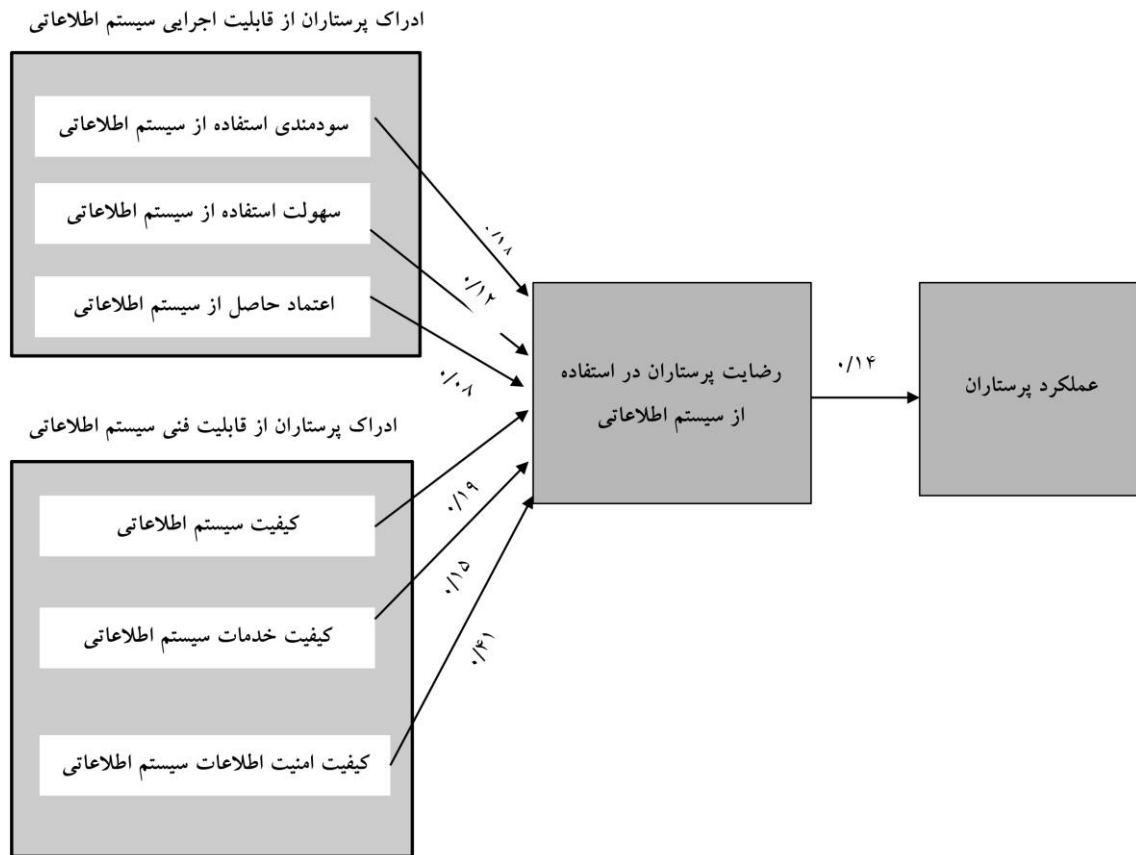 ادراک پرستاران از قابلیت اجرایی سیستم اطلاعاتی
سودمندی استفاده از سیستم اطلاعاتی
سهولت استفاده از سیستم اطلاعاتی
اعتماد حاصل از سیستم اطلاعاتی
۰/۱۸
۰/۱۲
۰/۰۸
ادراک پرستاران از قابلیت فنی سیستم اطلاعاتی
کیفیت سیستم اطلاعاتی
کیفیت خدمات سیستم اطلاعاتی
کیفیت امنیت اطلاعات سیستم اطلاعاتی
۰/۱۹
۰/۱۵
۰/۴۱
رضایت پرستاران در استفاده
از سیستم اطلاعاتی
۰/۱۴
عملکرد پرستاران